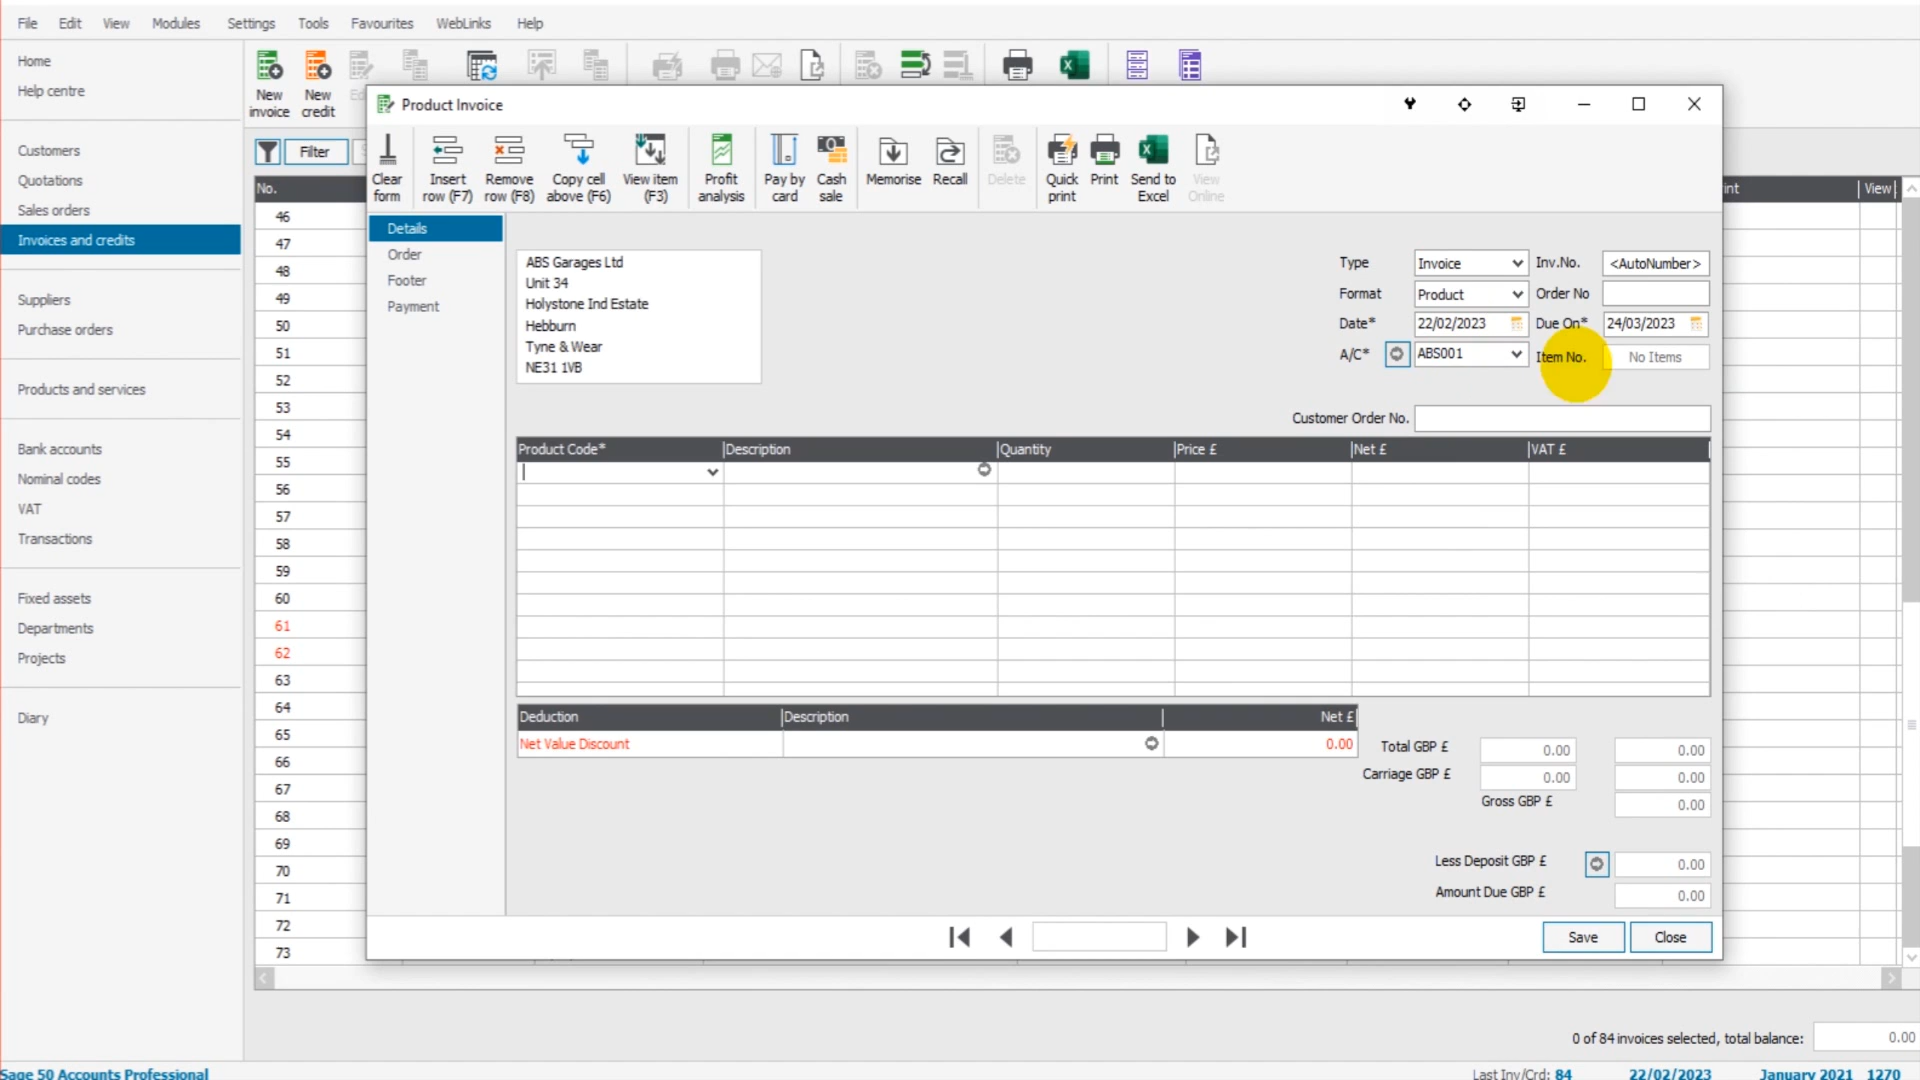 File Edit View Modules Settings Tools Favourites WebLinks Help
Home
Help centre
Customers
Quotations
Sales orders
Invoices and credits
Suppliers
Purchase orders
Products and services
Bank accounts
Nominal codes
VAT
Transactions
Fixed assets
Departments
Projects
Diary
New invoice
New credit
Filter
No.
46
47
48
49
50
51
52
53
54
55
56
57
58
59
60
61
62
63
64
65
66
67
68
69
70
71
72
73
View
Product Invoice
Clear form
Insert row (F7)
Remove row (F8)
Copy cell above (F6)
View item (F3)
Profit analysis
Pay by card
Cash sale
Memorise
Recall
Delete
Quick print
Print
Send to Excel
View Online
Details
Order
Footer
Payment
ABS Garages Ltd
Unit 34
Holystone Ind Estate
Hebburn
Tyne & Wear
NE31 1VB
Type Invoice Inv.No. <AutoNumber>
Format Product Order No
Date* 22/02/2023 Due On* 24/03/2023
A/C* ABS001 Item No. No Items
Customer Order No.
Product Code* Description Quantity Price £ Net £ VAT £
Deduction Description Net £
Net Value Discount 0.00
Total GBP £ 0.00 0.00
Carriage GBP £ 0.00 0.00
Gross GBP £ 0.00
Less Deposit GBP £ 0.00
Amount Due GBP £ 0.00
Save Close
0 of 84 invoices selected, total balance: 0.00
Sage 50 Accounts Professional Last Inv/Crd: 84 22/02/2023 January 2021 1270